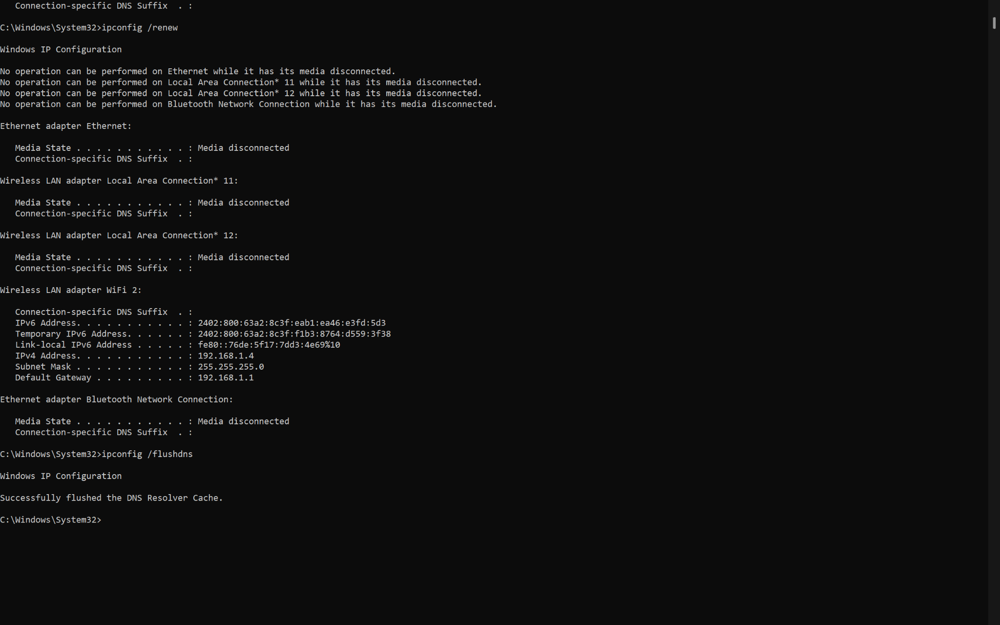 Connection-specific DNS Suffix  . :
C:\Windows\System32>ipconfig /renew
Windows IP Configuration
No operation can be performed on Ethernet while it has its media disconnected.
No operation can be performed on Local Area Connection* 11 while it has its media disconnected.
No operation can be performed on Local Area Connection* 12 while it has its media disconnected.
No operation can be performed on Bluetooth Network Connection while it has its media disconnected.
Ethernet adapter Ethernet:
Media State . . . . . . . . . . . : Media disconnected
Connection-specific DNS Suffix  . :
Wireless LAN adapter Local Area Connection* 11:
Media State . . . . . . . . . . . : Media disconnected
Connection-specific DNS Suffix  . :
Wireless LAN adapter Local Area Connection* 12:
Media State . . . . . . . . . . . : Media disconnected
Connection-specific DNS Suffix  . :
Wireless LAN adapter WiFi 2:
Connection-specific DNS Suffix  . :
IPv6 Address. . . . . . . . . . . : 2402:800:63a2:8c3f:eab1:ea46:e3fd:5d3
Temporary IPv6 Address. . . . . . : 2402:800:63a2:8c3f:f1b3:8764:d559:3f38
Link-local IPv6 Address . . . . . : fe80::76de:5f17:7dd3:4e69%10
IPv4 Address. . . . . . . . . . . : 192.168.1.4
Subnet Mask . . . . . . . . . . . : 255.255.255.0
Default Gateway . . . . . . . . . : 192.168.1.1
Ethernet adapter Bluetooth Network Connection:
Media State . . . . . . . . . . . : Media disconnected
Connection-specific DNS Suffix  . :
C:\Windows\System32>ipconfig /flushdns
Windows IP Configuration
Successfully flushed the DNS Resolver Cache.
C:\Windows\System32>